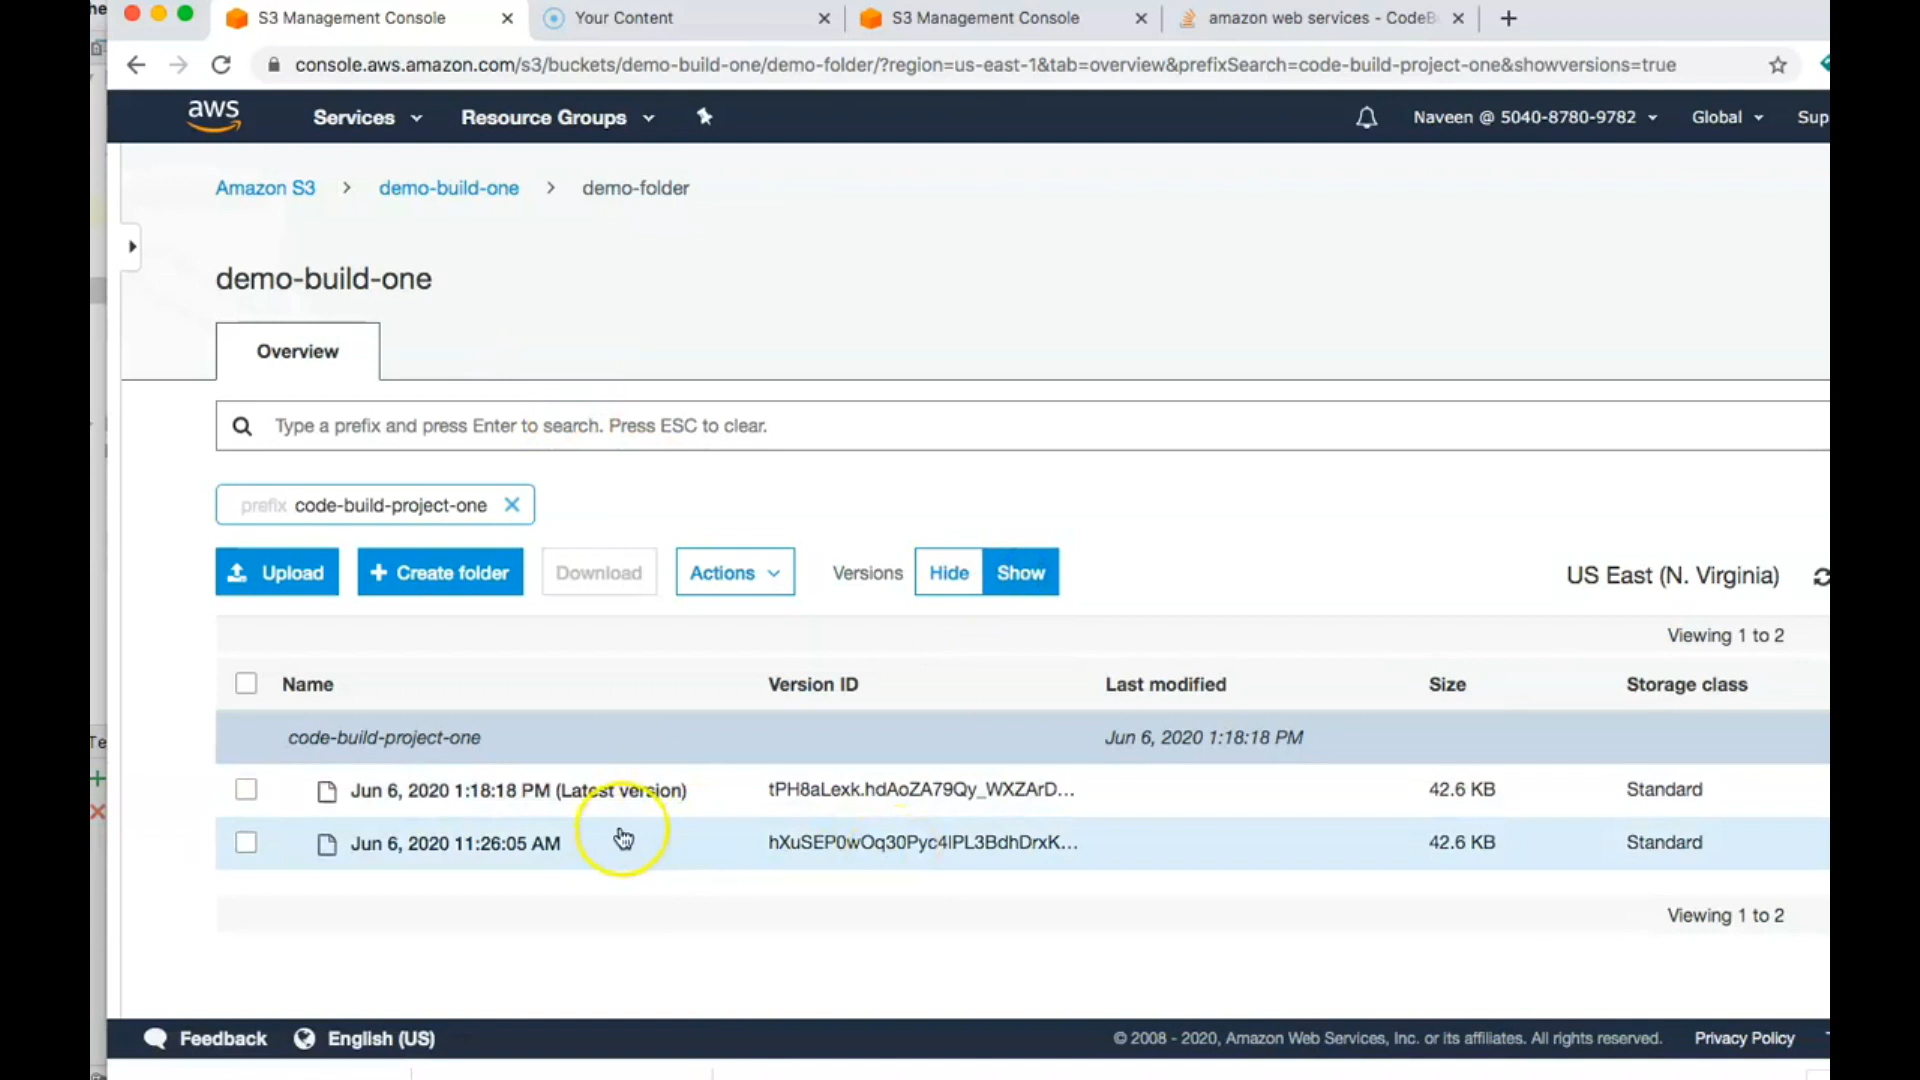 ne
S3 Management Console
Your Content
S3 Management Console
amazon web services - CodeB
console.aws.amazon.com/s3/buckets/demo-build-one/demo-folder/?region=us-east-1&tab=overview&prefixSearch=code-build-project-one&showversions=true
aws
Services
Resource Groups
Naveen @ 5040-8780-9782
Global
Sup
Amazon S3 > demo-build-one > demo-folder
demo-build-one
Overview
Type a prefix and press Enter to search. Press ESC to clear.
prefix code-build-project-one
Upload
+ Create folder
Download
Actions
Versions
Hide
Show
US East (N. Virginia)
Viewing 1 to 2
Name
Version ID
Last modified
Size
Storage class
code-build-project-one
Jun 6, 2020 1:18:18 PM
Te
Jun 6, 2020 1:18:18 PM (Latest version)
tPH8aLexk.hdAoZA79Qy_WXZArD...
42.6 KB
Standard
Jun 6, 2020 11:26:05 AM
hXuSEP0wOq30Pyc4lPL3BdhDrxK...
42.6 KB
Standard
Viewing 1 to 2
Feedback
English (US)
© 2008 - 2020, Amazon Web Services, Inc. or its affiliates. All rights reserved.
Privacy Policy